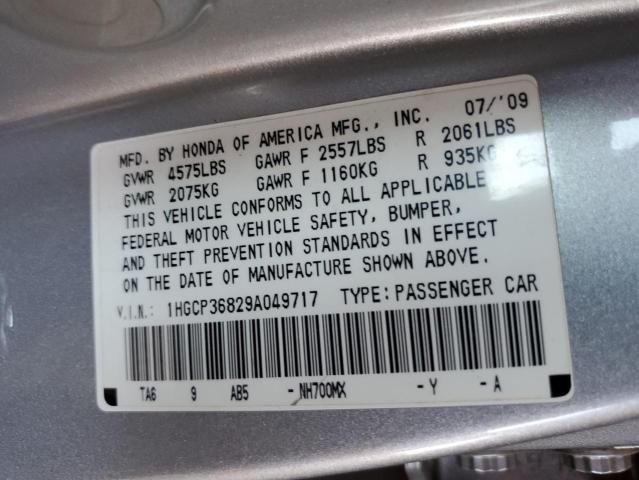 MFD. BY HONDA OF AMERICA MFG., INC. 07/'09
GVWR 4575LBS GAWR F 2557LBS R 2061LBS
GVWR 2075KG GAWR F 1160KG R 935KG
THIS VEHICLE CONFORMS TO ALL APPLICABLE
FEDERAL MOTOR VEHICLE SAFETY, BUMPER,
AND THEFT PREVENTION STANDARDS IN EFFECT
ON THE DATE OF MANUFACTURE SHOWN ABOVE.
V.I.N.: 1HGCP36829A049717 TYPE:PASSENGER CAR
TA6 9 AB5 -NH700MX -Y -A